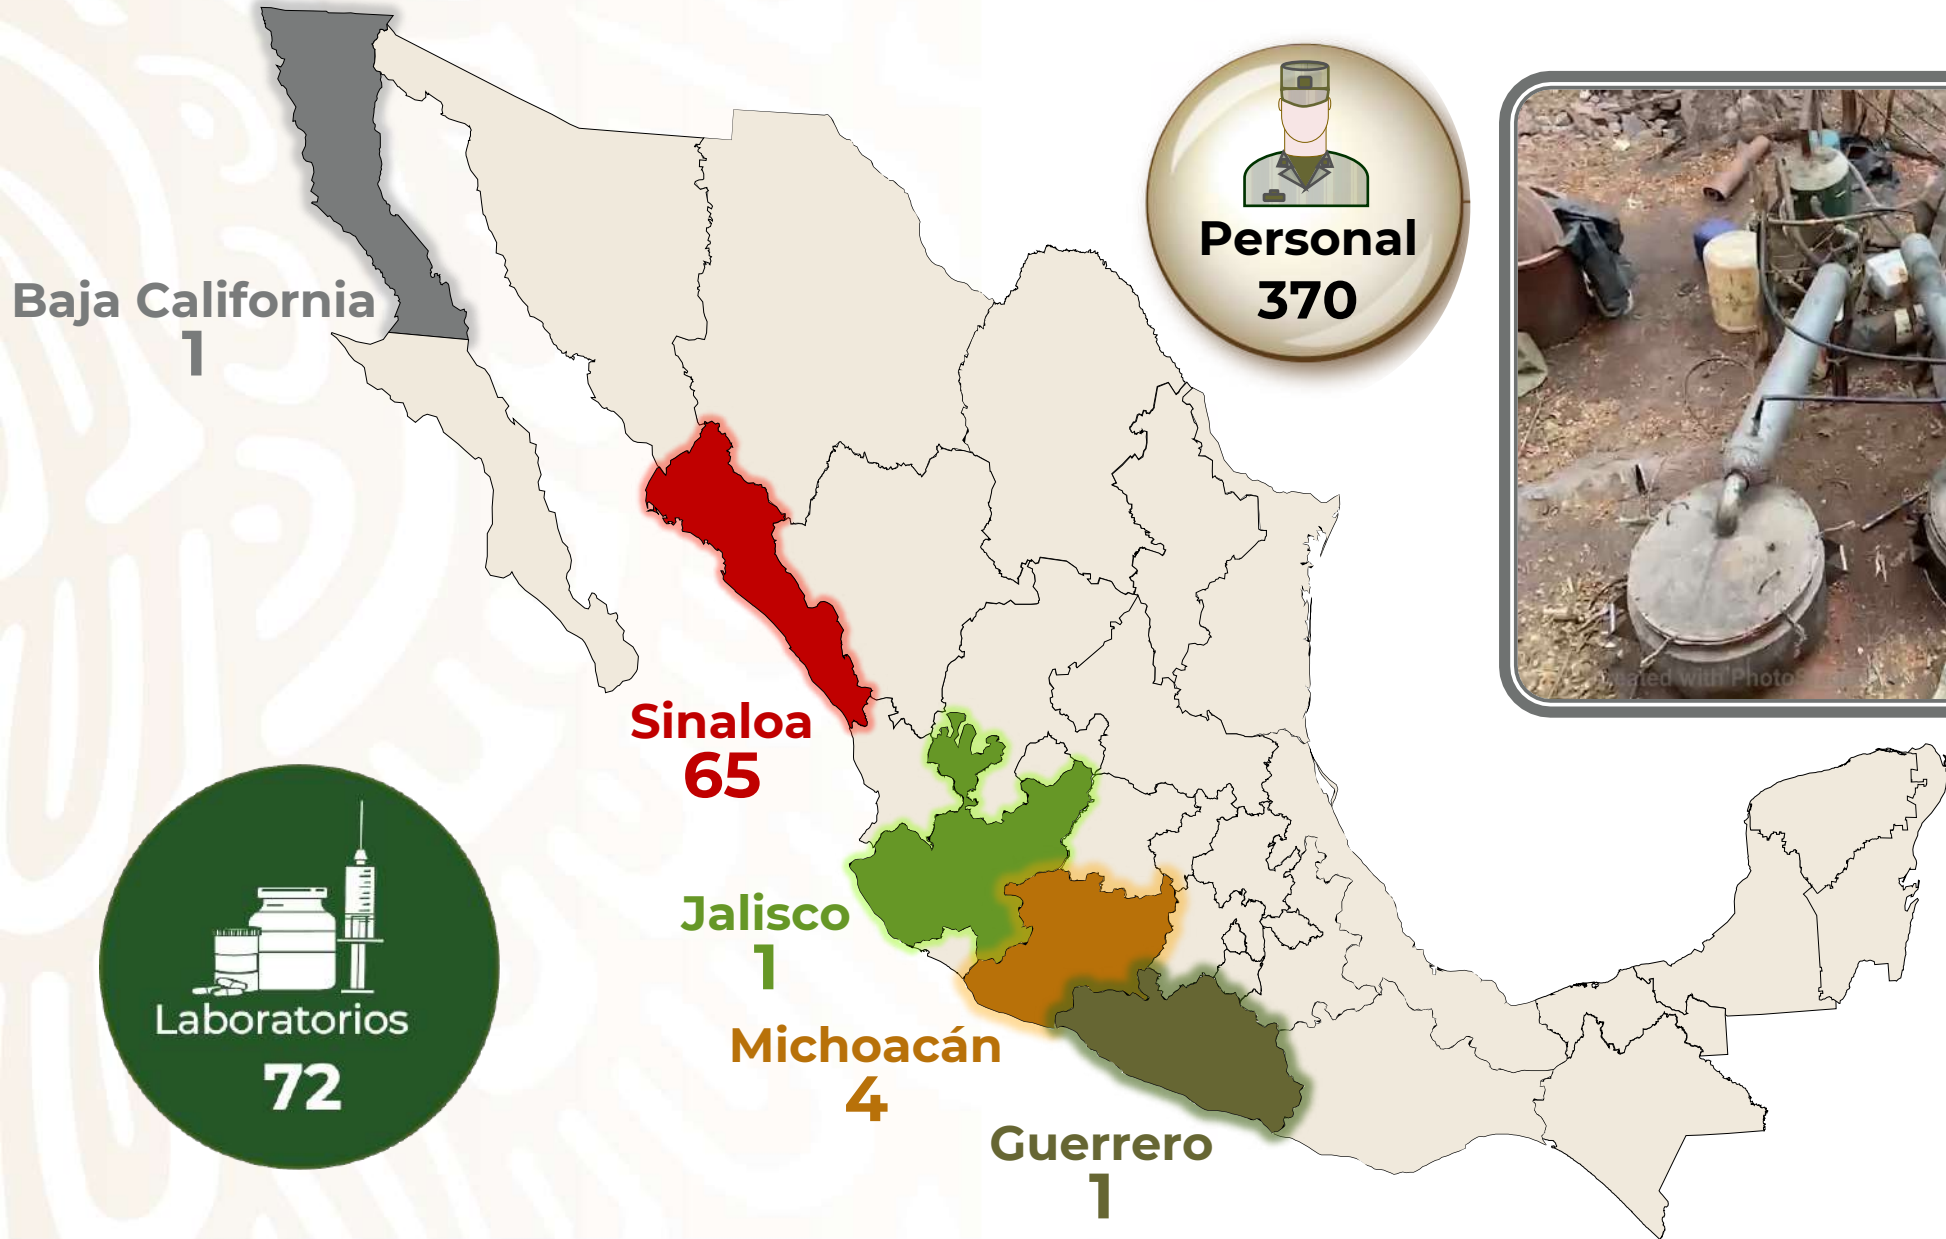 Personal
370
Baja California
1
Sinaloa
65
Jalisco
1
Michoacán
4
Guerrero
1
Laboratorios
72